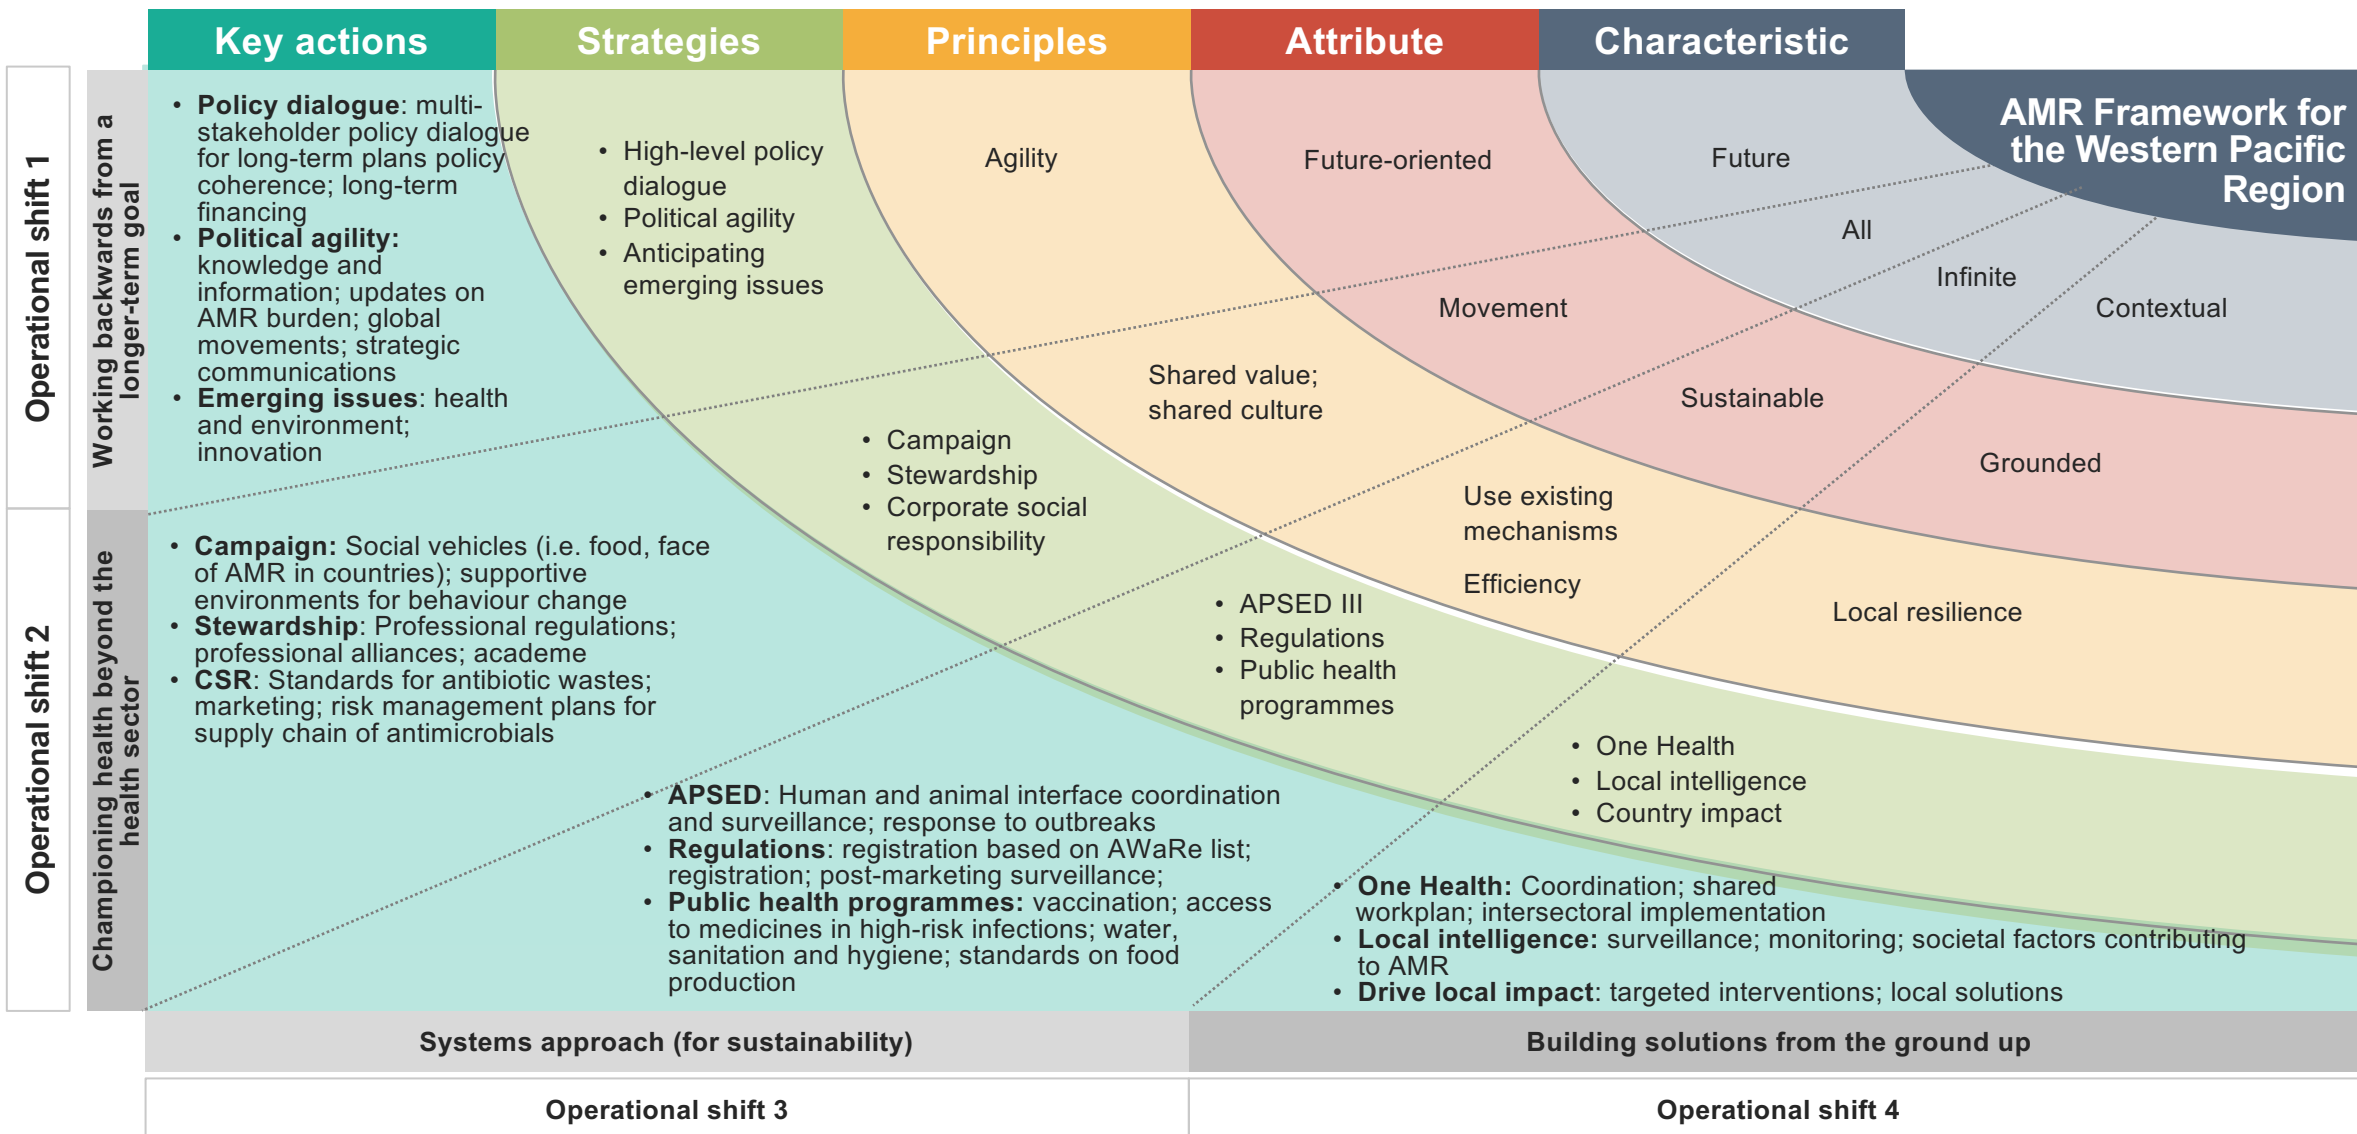 Key actions
Strategies
Principles
Attribute
Characteristic
AMR Framework for
the Western Pacific
Region
Operational shift 1
Working backwards from a
longer-term goal
• Policy dialogue: multi-
stakeholder policy dialogue
for long-term plans policy
coherence; long-term
financing
• Political agility:
knowledge and
information; updates on
AMR burden; global
movements; strategic
communications
• Emerging issues: health
and environment;
innovation
• High-level policy
dialogue
• Political agility
• Anticipating
emerging issues
Agility
Future-oriented
Future
Operational shift 2
Championing health beyond the
health sector
• Campaign: Social vehicles (i.e. food, face
of AMR in countries); supportive
environments for behaviour change
• Stewardship: Professional regulations;
professional alliances; academe
• CSR: Standards for antibiotic wastes;
marketing; risk management plans for
supply chain of antimicrobials
• Campaign
• Stewardship
• Corporate social
responsibility
Shared value;
shared culture
Movement
All
• APSED: Human and animal interface coordination
and surveillance; response to outbreaks
• Regulations: registration based on AWaRe list;
registration; post-marketing surveillance;
• Public health programmes: vaccination; access
to medicines in high-risk infections; water,
sanitation and hygiene; standards on food
production
• APSED III
• Regulations
• Public health
programmes
Use existing
mechanisms
Efficiency
Sustainable
Infinite
• One Health: Coordination; shared
workplan; intersectoral implementation
• Local intelligence: surveillance; monitoring; societal factors contributing
to AMR
• Drive local impact: targeted interventions; local solutions
• One Health
• Local intelligence
• Country impact
Local resilience
Grounded
Contextual
Systems approach (for sustainability)
Building solutions from the ground up
Operational shift 3
Operational shift 4